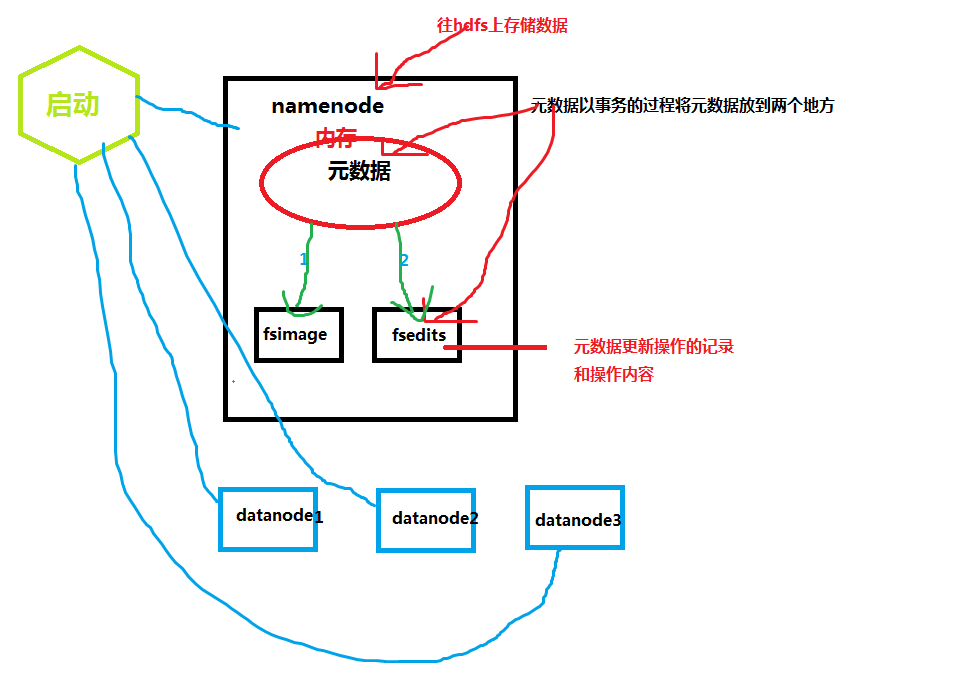 往hdfs上存储数据
启动
namenode
元数据以事务的过程将元数据放到两个地方
内存
元数据
1
2
fsimage
fsedits
元数据更新操作的记录
和操作内容
datanode1
datanode2
datanode3